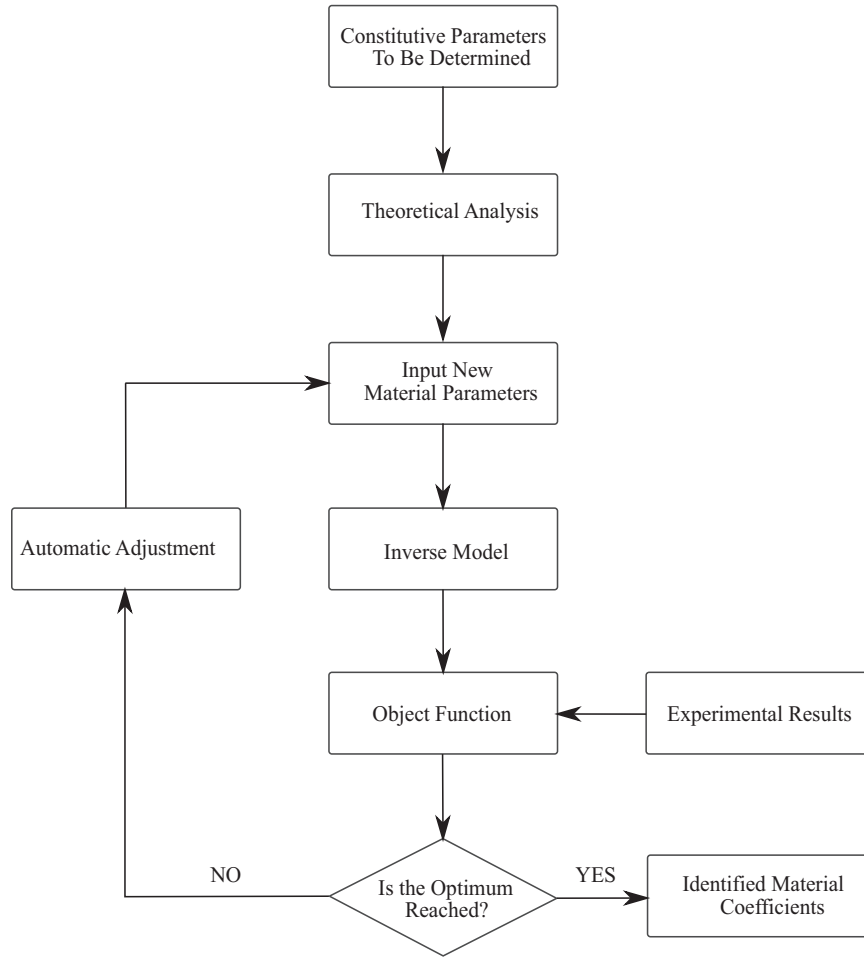 Constitutive Parameters
To Be Determined
Theoretical Analysis
Input New
Material Parameters
Automatic Adjustment
Inverse Model
Object Function
Experimental Results
NO
Is the Optimum
Reached?
YES
Identified Material
Coefficients